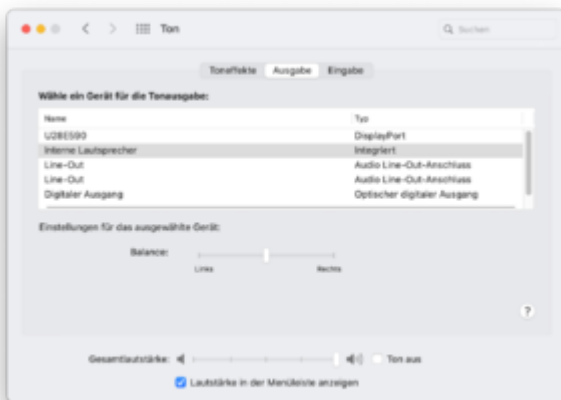 Ton
Suchen
Toneffekte Ausgabe Eingabe
Wähle ein Gerät für die Tonausgabe:
Name Typ
U28E590 DisplayPort
Interne Lautsprecher Integriert
Line-Out Audio Line-Out-Anschluss
Line-Out Audio Line-Out-Anschluss
Digitaler Ausgang Optischer digitaler Ausgang
Einstellungen für das ausgewählte Gerät:
Balance:
Links Rechts
?
Gesamtlautstärke: Ton aus
Lautstärke in der Menüleiste anzeigen